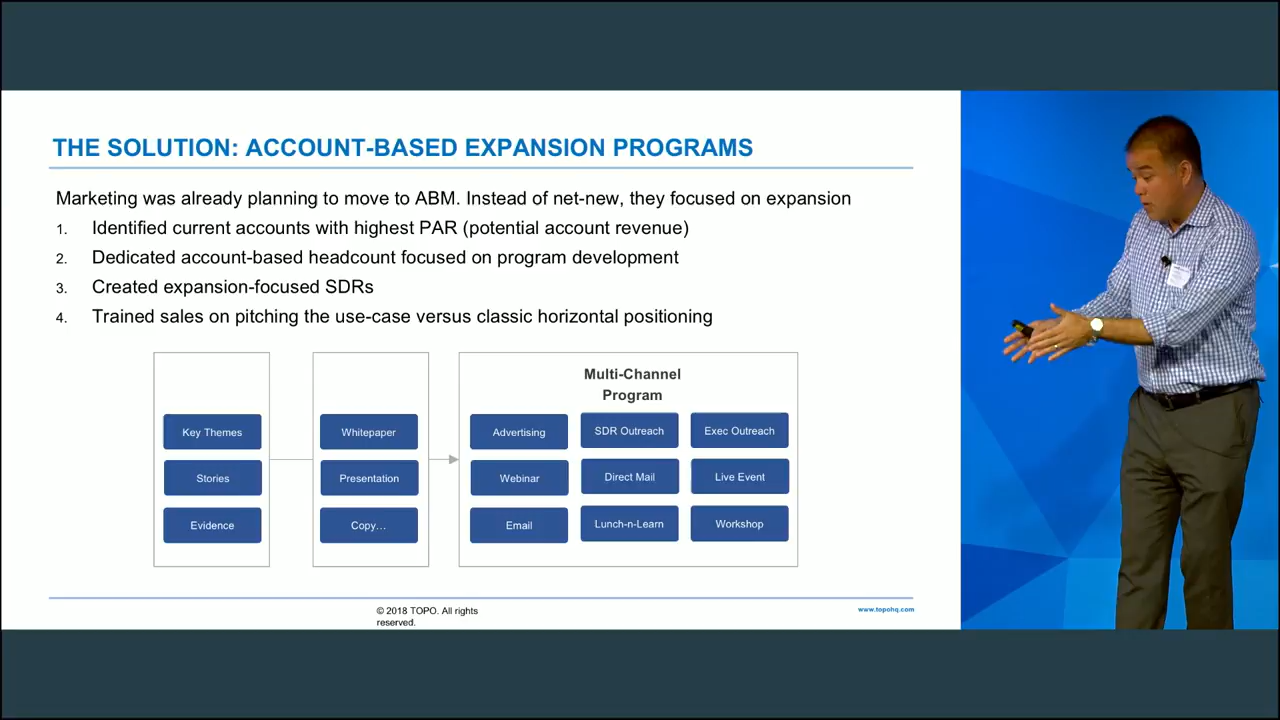 THE SOLUTION: ACCOUNT-BASED EXPANSION PROGRAMS
Marketing was already planning to move to ABM. Instead of net-new, they focused on expansion
1. Identified current accounts with highest PAR (potential account revenue)
2. Dedicated account-based headcount focused on program development
3. Created expansion-focused SDRs
4. Trained sales on pitching the use-case versus classic horizontal positioning
Key Themes
Stories
Evidence
Whitepaper
Presentation
Copy…
Multi-Channel
Program
Advertising
SDR Outreach
Exec Outreach
Webinar
Direct Mail
Live Event
Email
Lunch-n-Learn
Workshop
© 2018 TOPO. All rights
reserved.
www.topohq.com